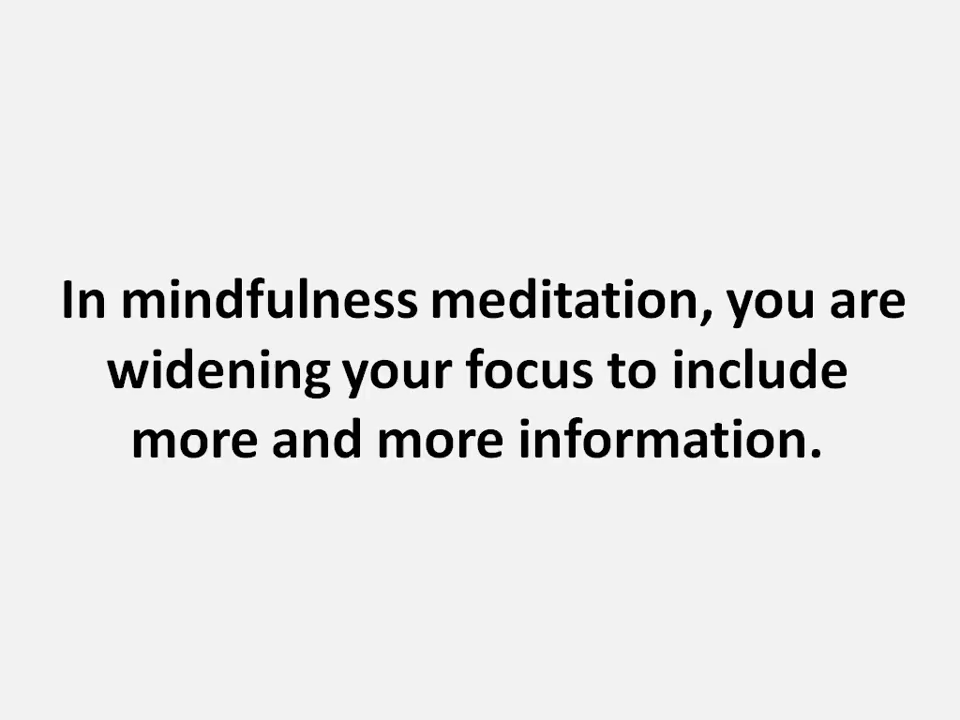 In mindfulness meditation, you are
widening your focus to include
more and more information.